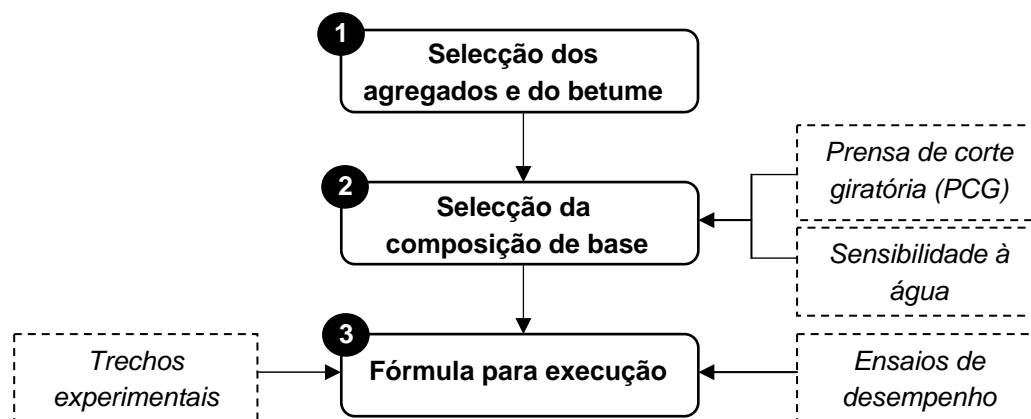 1
Selecção dos
agregados e do betume
2
Selecção da
composição de base
Prensa de corte
giratória (PCG)
Sensibilidade à
água
3
Fórmula para execução
Trechos
experimentais
Ensaios de
desempenho